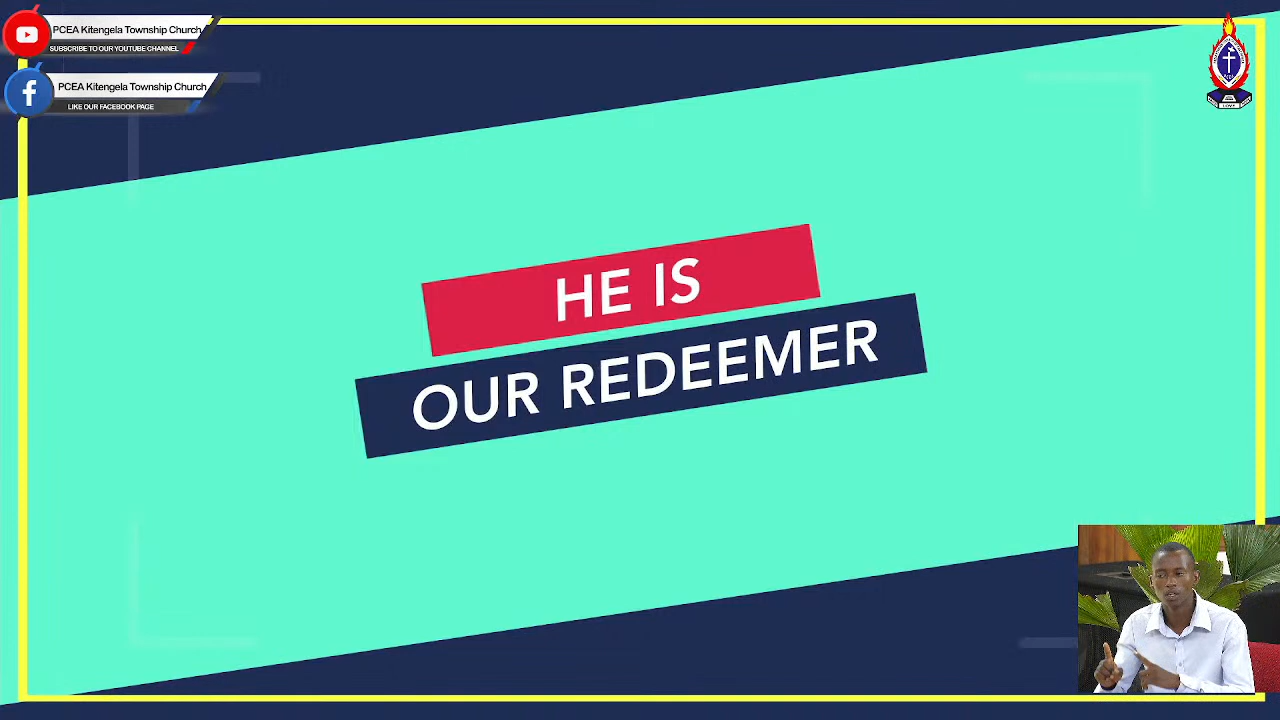 PCEA Kitengela Township Church
SUBSCRIBE TO OUR YOUTUBE CHANNEL
PCEA Kitengela Township Church
LIKE OUR FACEBOOK PAGE
HE IS
OUR REDEEMER